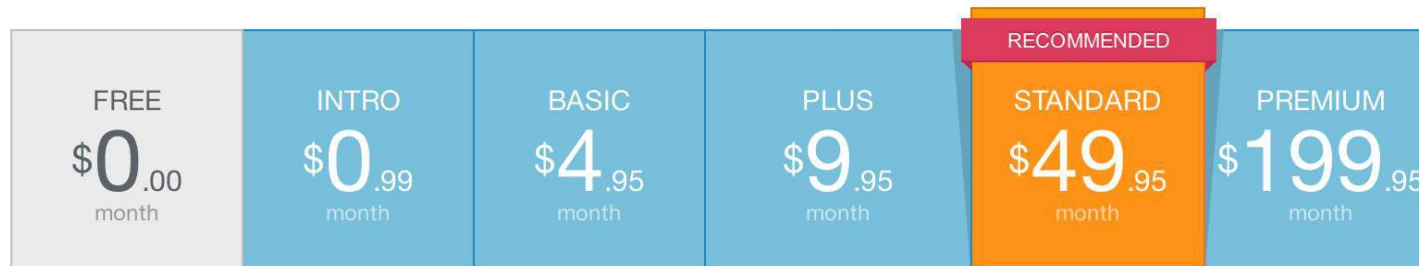 RECOMMENDED
FREE
$0.00
month
INTRO
$0.99
month
BASIC
$4.95
month
PLUS
$9.95
month
STANDARD
$49.95
month
PREMIUM
$199.95
month